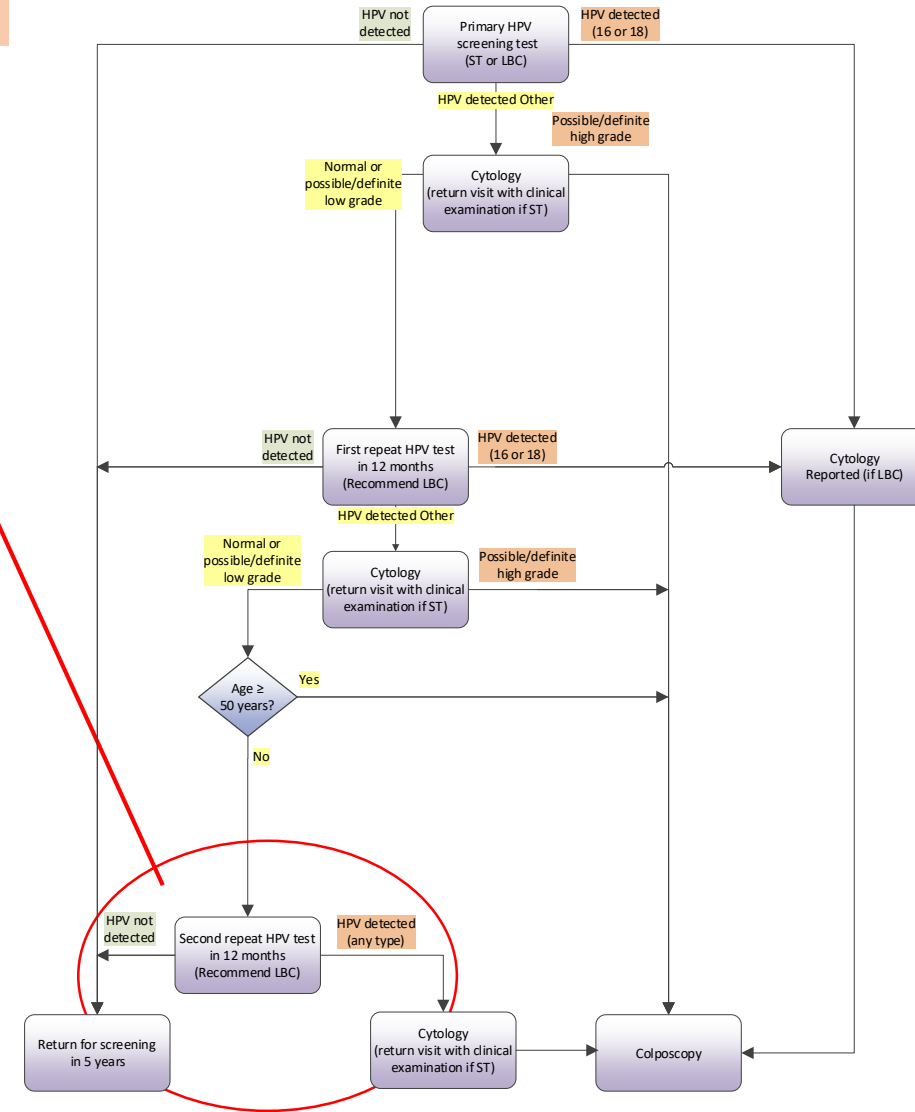 HPV not
detected
Primary HPV
screening test
(ST or LBC)
HPV detected
(16 or 18)
HPV detected Other
Possible/definite
high grade
Normal or
possible/definite
low grade
Cytology
(return visit with clinical
examination if ST)
HPV not
detected
First repeat HPV test
in 12 months
(Recommend LBC)
HPV detected
(16 or 18)
Cytology
Reported (if LBC)
HPV detected Other
Normal or
possible/definite
low grade
Cytology
(return visit with clinical
examination if ST)
Possible/definite
high grade
Age ≥
50 years?
Yes
No
HPV not
detected
Second repeat HPV test
in 12 months
(Recommend LBC)
HPV detected
(any type)
Return for screening
in 5 years
Cytology
(return visit with clinical
examination if ST)
Colposcopy